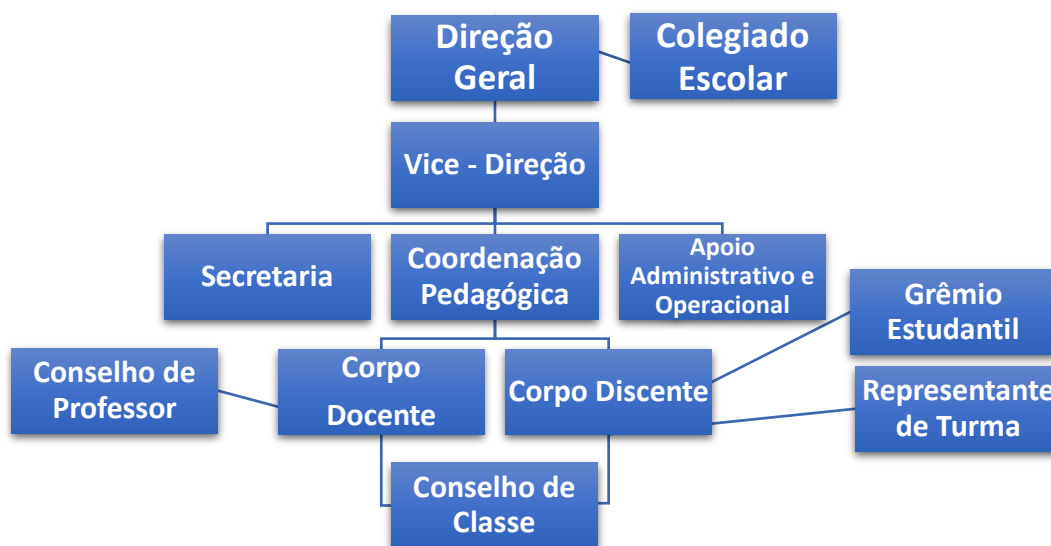 Direção
Geral
Colegiado
Escolar
Vice - Direção
Secretaria
Coordenação
Pedagógica
Apoio
Administrativo e
Operacional
Grêmio
Estudantil
Conselho de
Professor
Corpo
Docente
Corpo Discente
Representante
de Turma
Conselho de
Classe